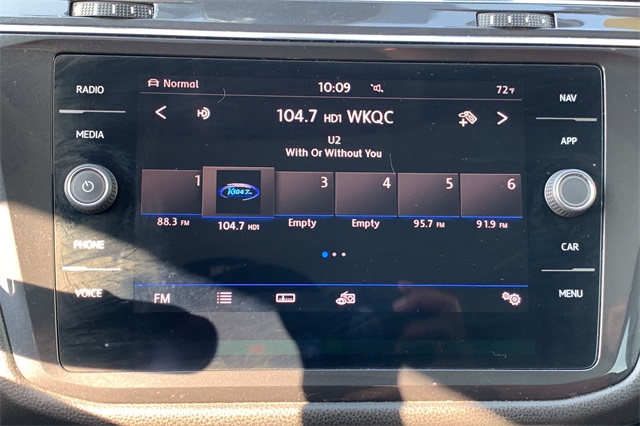 RADIO
MEDIA
PHONE
VOICE
NAV
APP
CAR
MENU
Normal
10:09
72°F
HD
104.7 HD1 WKQC
U2
With Or Without You
1
3
4
5
6
K104.7
88.3 FM
104.7 HD1
Empty
Empty
95.7 FM
91.9 FM
FM